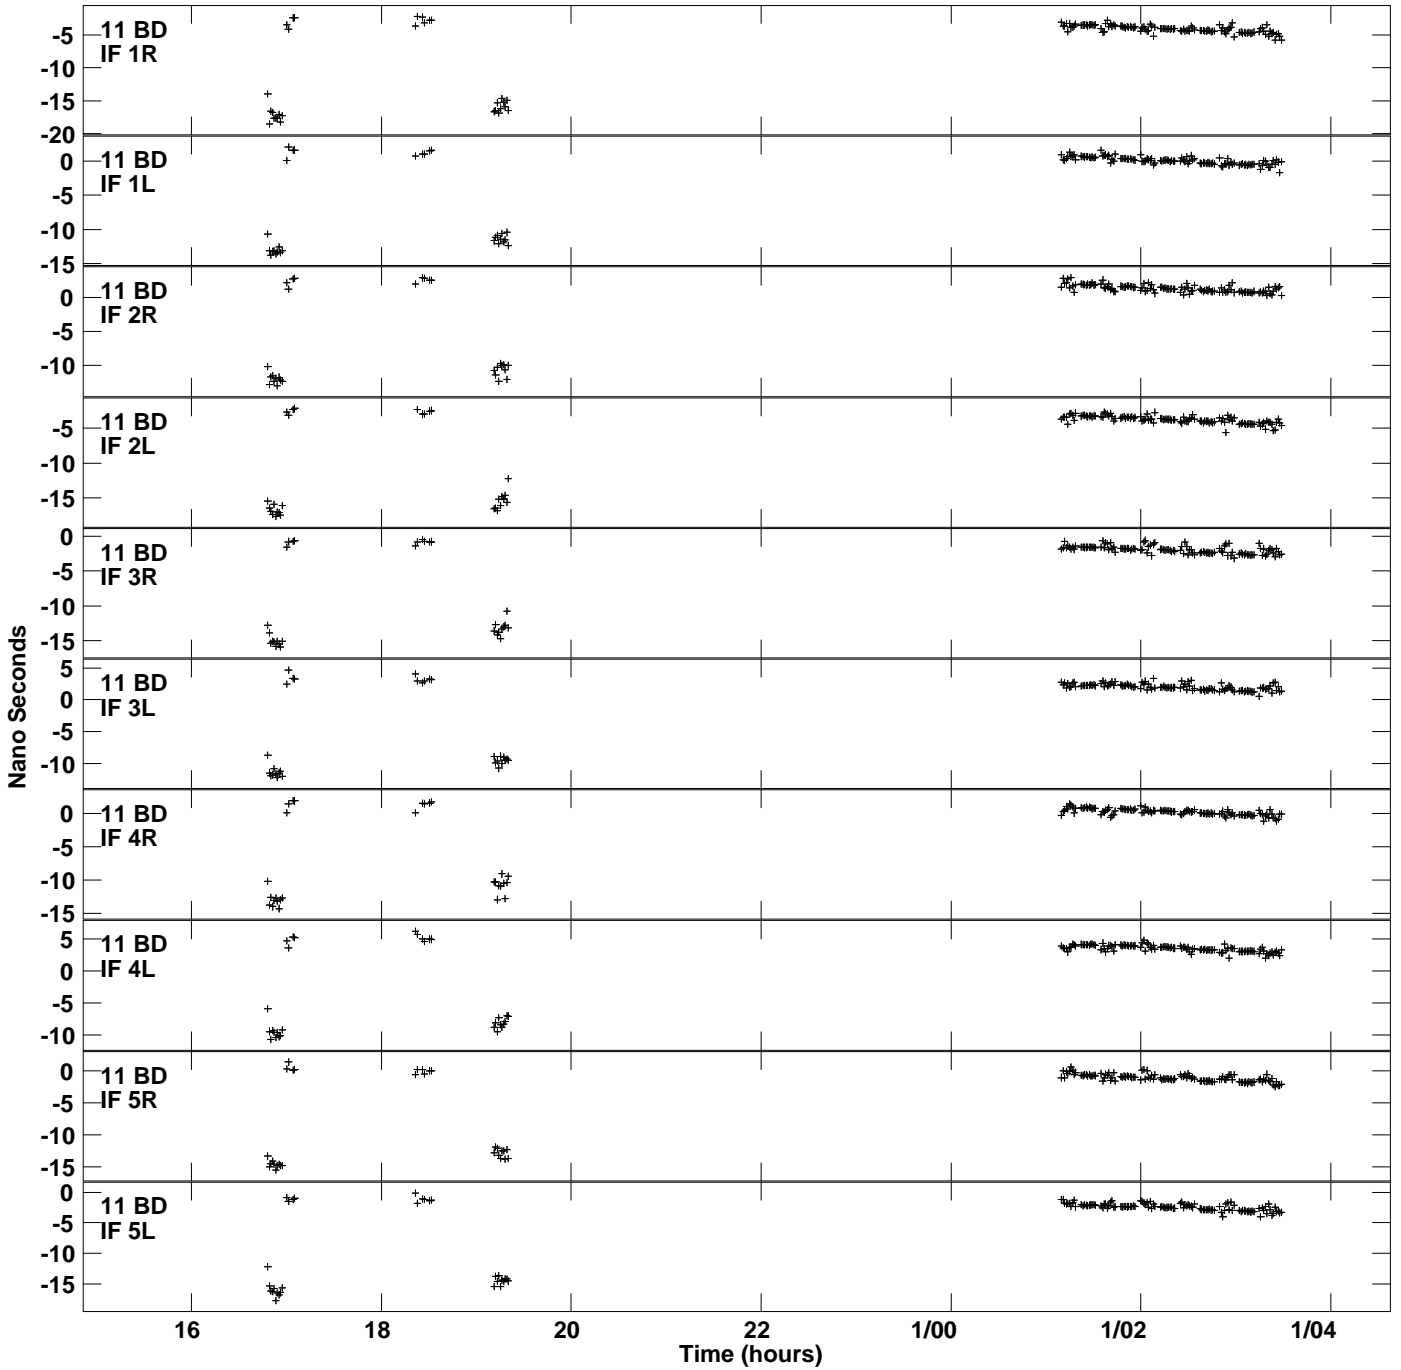 11 BD
IF 1R
-5
-10
-15
-20
11 BD
IF 1L
0
-5
-10
-15
11 BD
IF 2R
0
-5
-10
11 BD
IF 2L
-5
-10
-15
11 BD
IF 3R
0
-5
-10
-15
11 BD
IF 3L
5
0
-5
-10
11 BD
IF 4R
0
-5
-10
-15
11 BD
IF 4L
5
0
-5
-10
11 BD
IF 5R
0
-5
-10
-15
11 BD
IF 5L
0
-5
-10
-15
Nano Seconds
16 18 20 22 1/00 1/02 1/04
Time (hours)